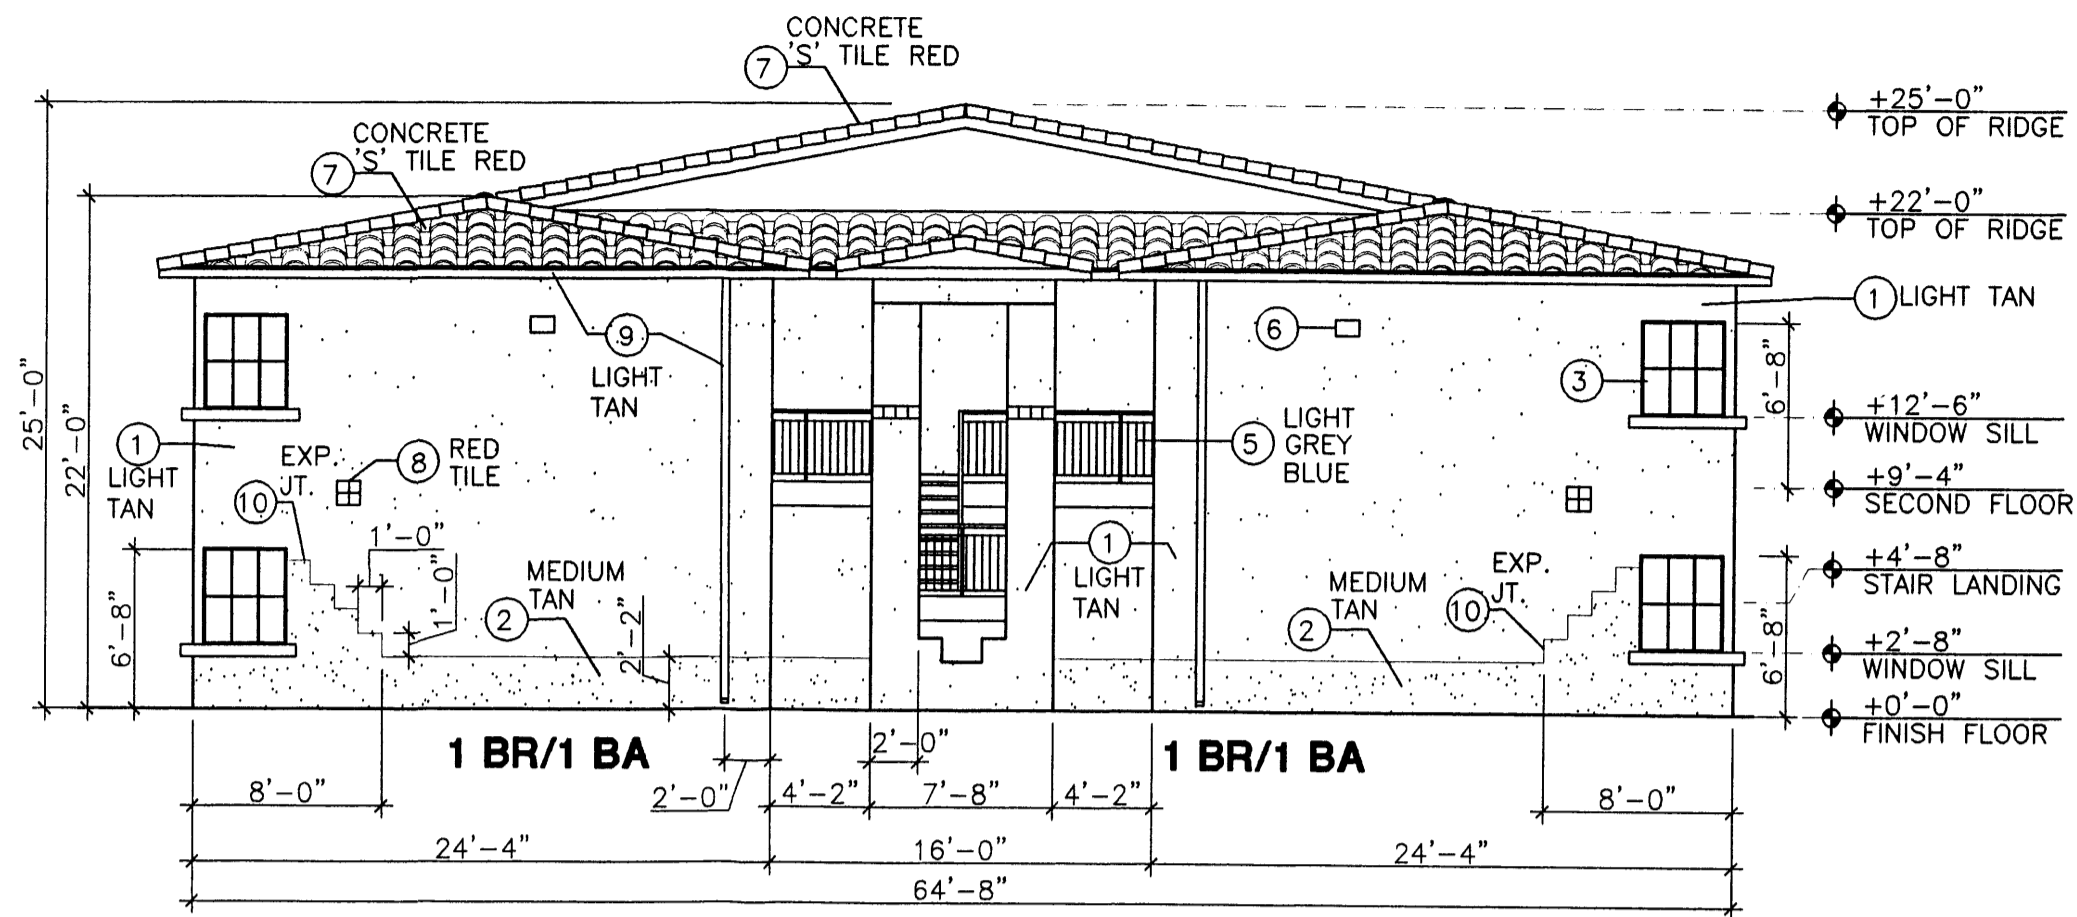 CONCRETE
'S' TILE RED
7
CONCRETE
'S' TILE RED
7
+25'-0"
TOP OF RIDGE
+22'-0"
TOP OF RIDGE
1 LIGHT TAN
25'-0"
22'-0"
9
LIGHT
TAN
6
3
6'-8"
+12'-6"
WINDOW SILL
1
LIGHT
TAN
EXP.
JT.
10
8
RED
TILE
5
LIGHT
GREY
BLUE
+9'-4"
SECOND FLOOR
1'-0"
1'-0"
6'-8"
MEDIUM
TAN
2
2'-2"
1
LIGHT
TAN
MEDIUM
TAN
2
EXP.
JT.
10
+4'-8"
STAIR LANDING
6'-8"
+2'-8"
WINDOW SILL
+0'-0"
FINISH FLOOR
1 BR/1 BA
2'-0"
1 BR/1 BA
8'-0"
2'-0"
4'-2"
7'-8"
4'-2"
8'-0"
24'-4"
16'-0"
24'-4"
64'-8"